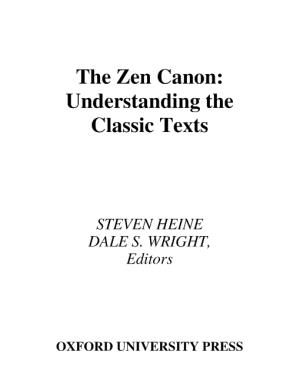 The Zen Canon:
Understanding the
Classic Texts
STEVEN HEINE
DALE S. WRIGHT,
Editors
OXFORD UNIVERSITY PRESS